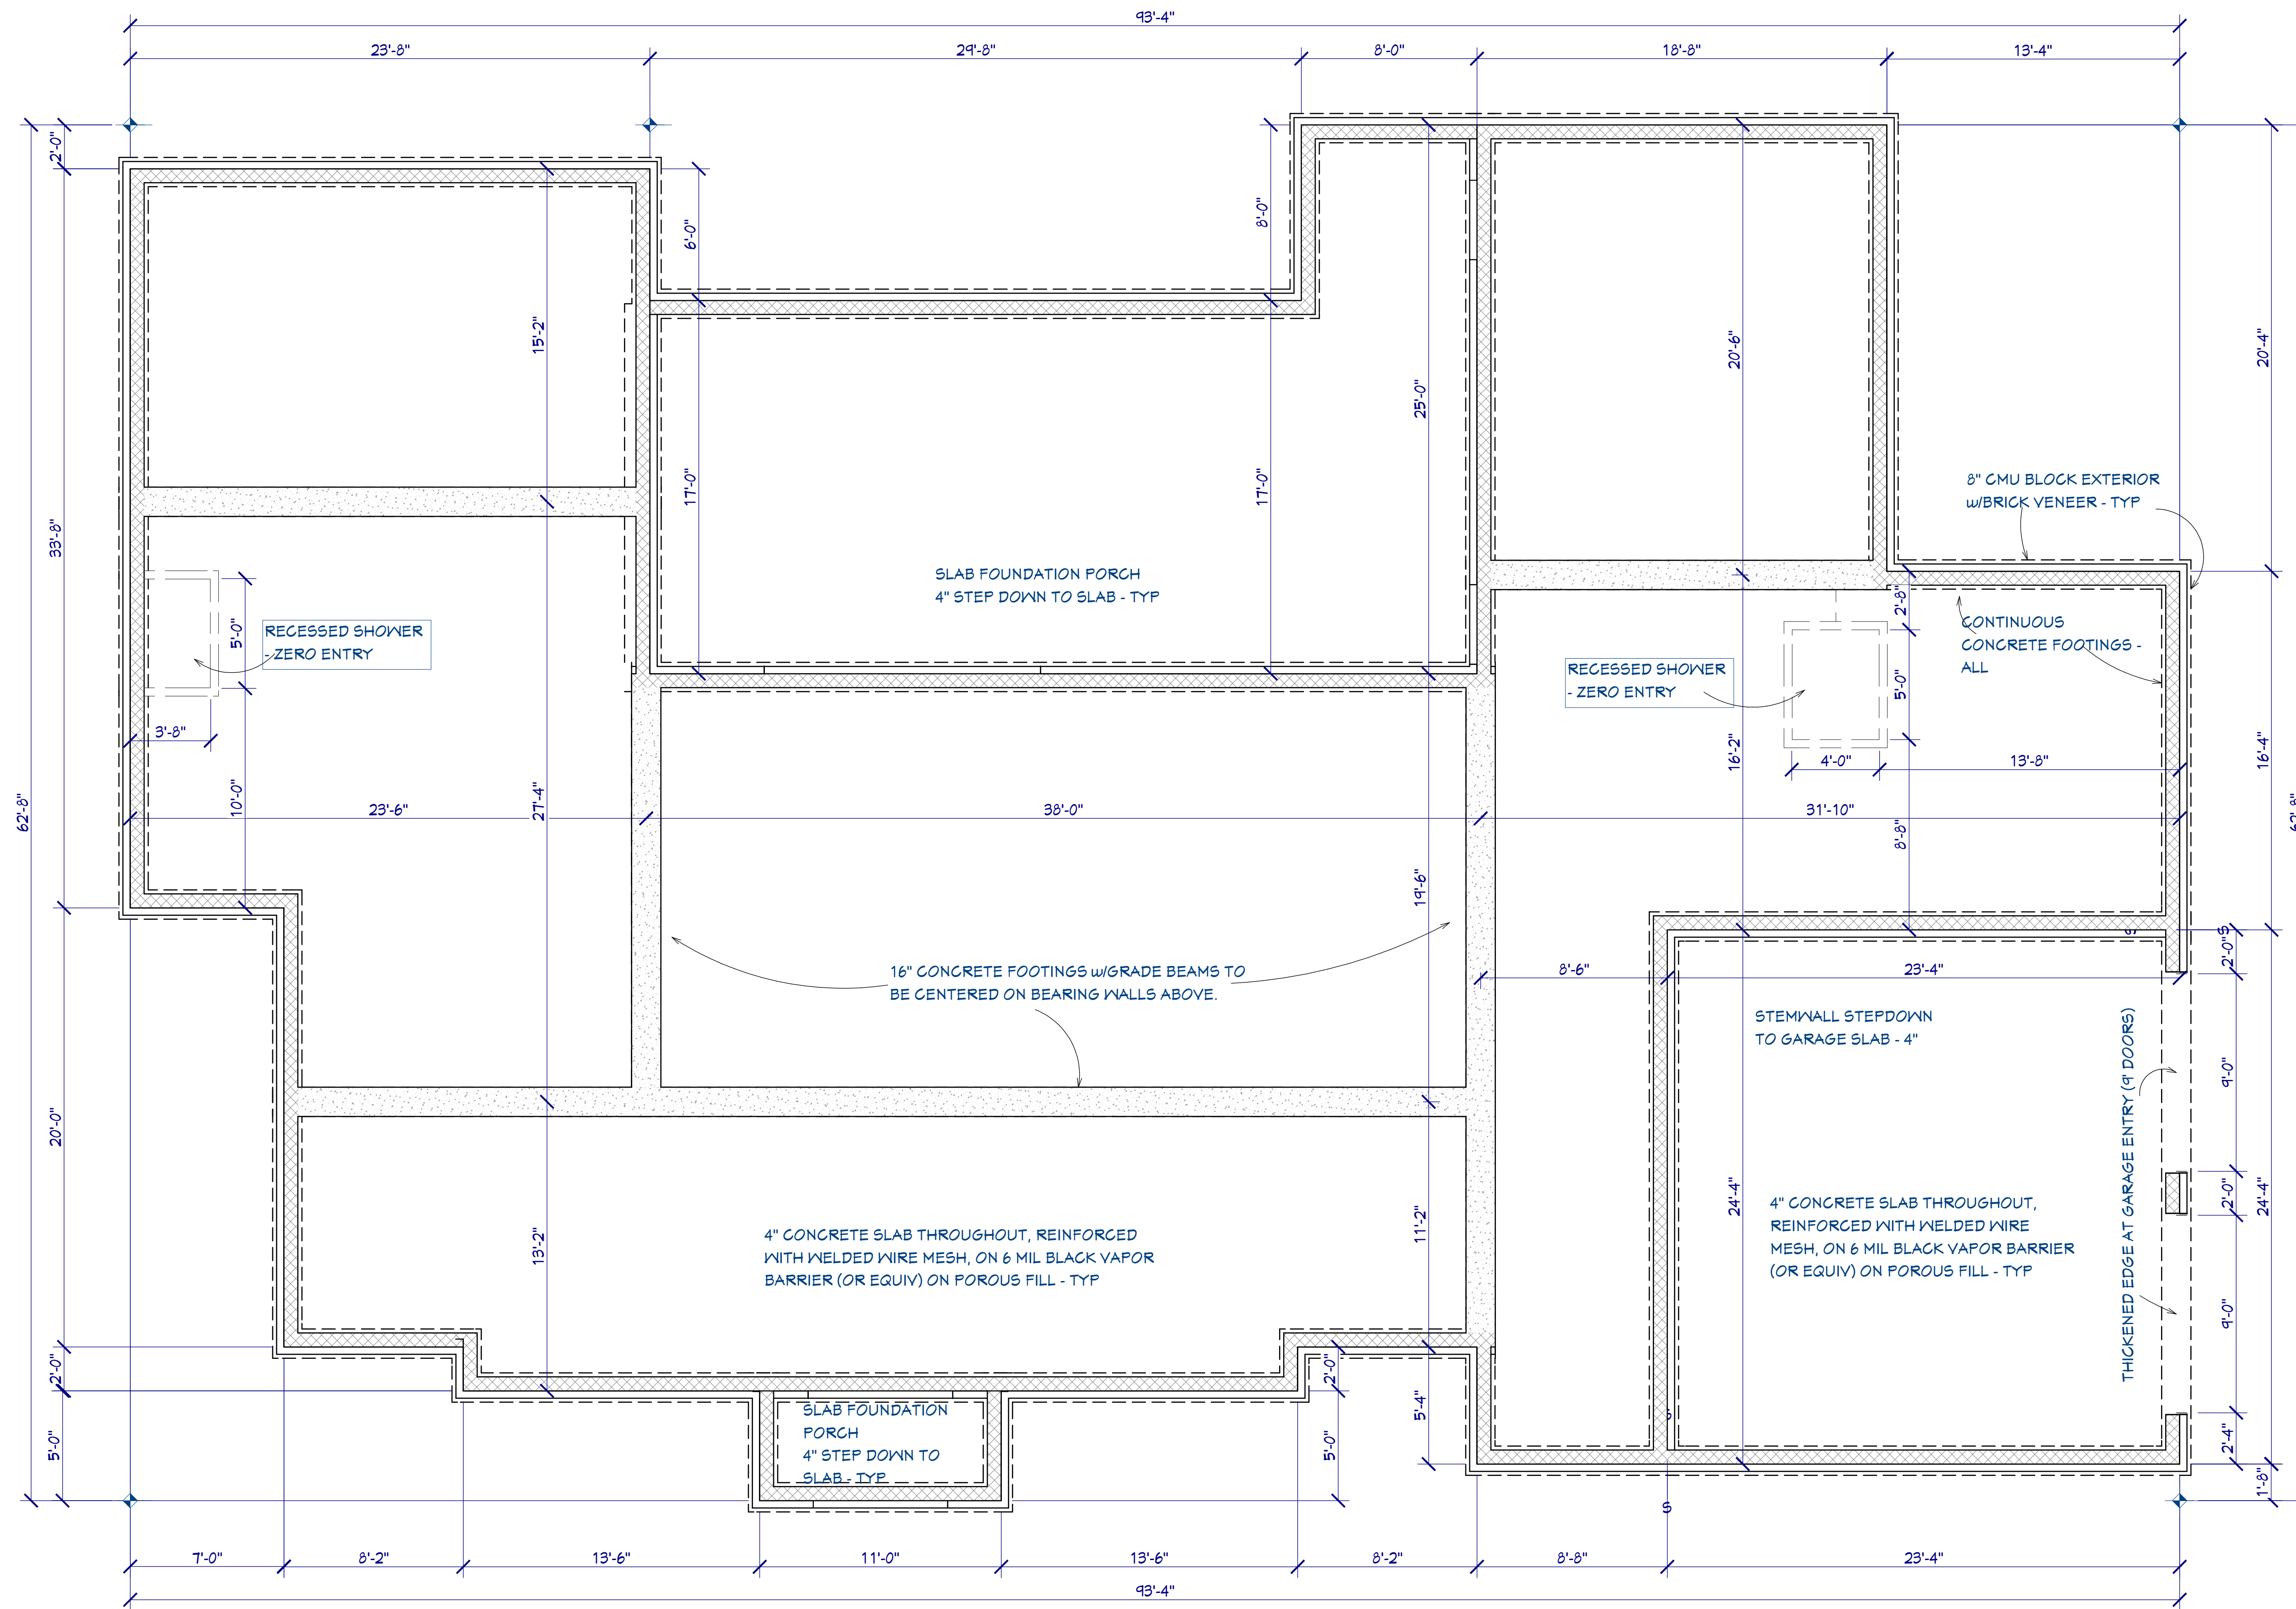 93'-4"
23'-8"
29'-8"
8'-0"
18'-8"
13'-4"
2'-0"
6'-0"
8'-0"
15'-2"
20'-6"
20'-4"
25'-0"
17'-0"
17'-0"
33'-8"
8" CMU BLOCK EXTERIOR
w/BRICK VENEER - TYP
SLAB FOUNDATION PORCH
4" STEP DOWN TO SLAB - TYP
2'-8"
CONTINUOUS
CONCRETE FOOTINGS -
ALL
5'-0"
RECESSED SHOWER
- ZERO ENTRY
RECESSED SHOWER
- ZERO ENTRY
5'-0"
3'-8"
16'-2"
16'-4"
4'-0"
13'-8"
10'-0"
62'-8"
23'-6"
27'-4"
38'-0"
31'-10"
8'-8"
62'-8"
19'-6"
S
2'-0"
16" CONCRETE FOOTINGS w/GRADE BEAMS TO
BE CENTERED ON BEARING WALLS ABOVE.
8'-6"
23'-4"
STEMWALL STEPDOWN
TO GARAGE SLAB - 4"
9'-0"
THICKENED EDGE AT GARAGE ENTRY (9' DOORS)
20'-0"
24'-4"
2'-0"
24'-4"
11'-2"
13'-2"
4" CONCRETE SLAB THROUGHOUT, REINFORCED
WITH WELDED WIRE MESH, ON 6 MIL BLACK VAPOR
BARRIER (OR EQUIV) ON POROUS FILL - TYP
4" CONCRETE SLAB THROUGHOUT,
REINFORCED WITH WELDED WIRE
MESH, ON 6 MIL BLACK VAPOR BARRIER
(OR EQUIV) ON POROUS FILL - TYP
9'-0"
2'-0"
2'-0"
5'-4"
SLAB FOUNDATION
PORCH
4" STEP DOWN TO
SLAB - TYP
5'-0"
5'-0"
2'-4"
1'-8"
S
7'-0"
8'-2"
13'-6"
11'-0"
13'-6"
8'-2"
8'-8"
23'-4"
93'-4"